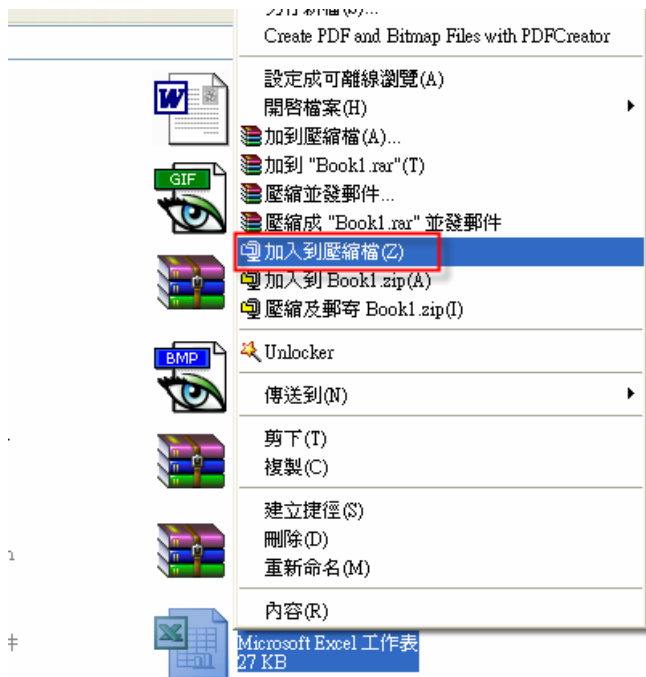 Create PDF and Bitmap Files with PDFCreator
設定成可離線瀏覽(A)
開啓檔案(H)
加到壓縮檔(A)...
加到 "Book1.rar"(T)
壓縮並發郵件...
壓縮成 "Book1.rar" 並發郵件
加入到壓縮檔(Z)
加入到 Book1.zip(A)
壓縮及郵寄 Book1.zip(I)
Unlocker
傳送到(N)
剪下(T)
複製(C)
建立捷徑(S)
刪除(D)
重新命名(M)
內容(R)
W
GIF
BMP
Microsoft Excel 工作表
27 KB